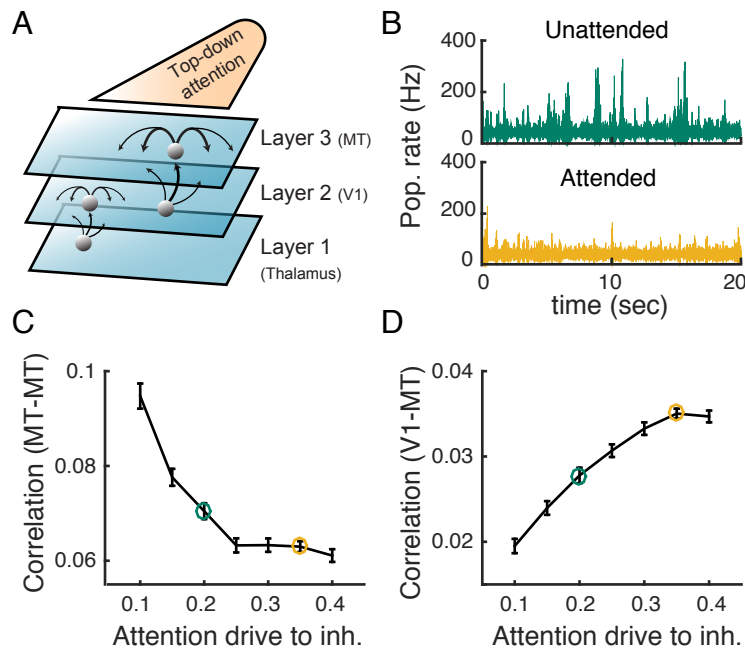 A
Top-down
attention
Layer 3 (MT)
Layer 2 (V1)
Layer 1
(Thalamus)
B
Unattended
400
200
0
Attended
400
200
0
Pop. rate (Hz)
0
10
20
time (sec)
C
0.1
0.08
0.06
Correlation (MT-MT)
0.1
0.2
0.3
0.4
Attention drive to inh.
D
0.04
0.03
0.02
Correlation (V1-MT)
0.1
0.2
0.3
0.4
Attention drive to inh.